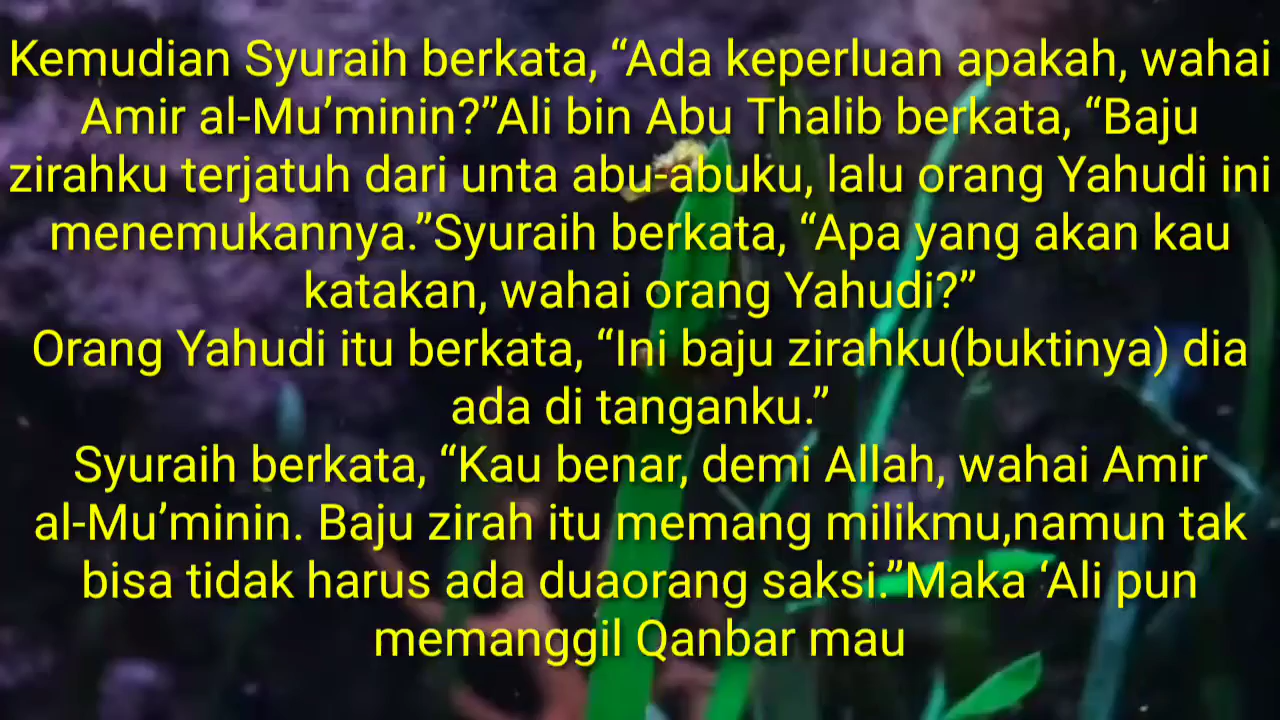 Kemudian Syuraih berkata, “Ada keperluan apakah, wahai
Amir al-Mu’minin?”Ali bin Abu Thalib berkata, “Baju
zirahku terjatuh dari unta abu-abuku, lalu orang Yahudi ini
menemukannya.”Syuraih berkata, “Apa yang akan kau
katakan, wahai orang Yahudi?”
Orang Yahudi itu berkata, “Ini baju zirahku(buktinya) dia
ada di tanganku.”
Syuraih berkata, “Kau benar, demi Allah, wahai Amir
al-Mu’minin. Baju zirah itu memang milikmu,namun tak
bisa tidak harus ada duaorang saksi.”Maka ‘Ali pun
memanggil Qanbar mau